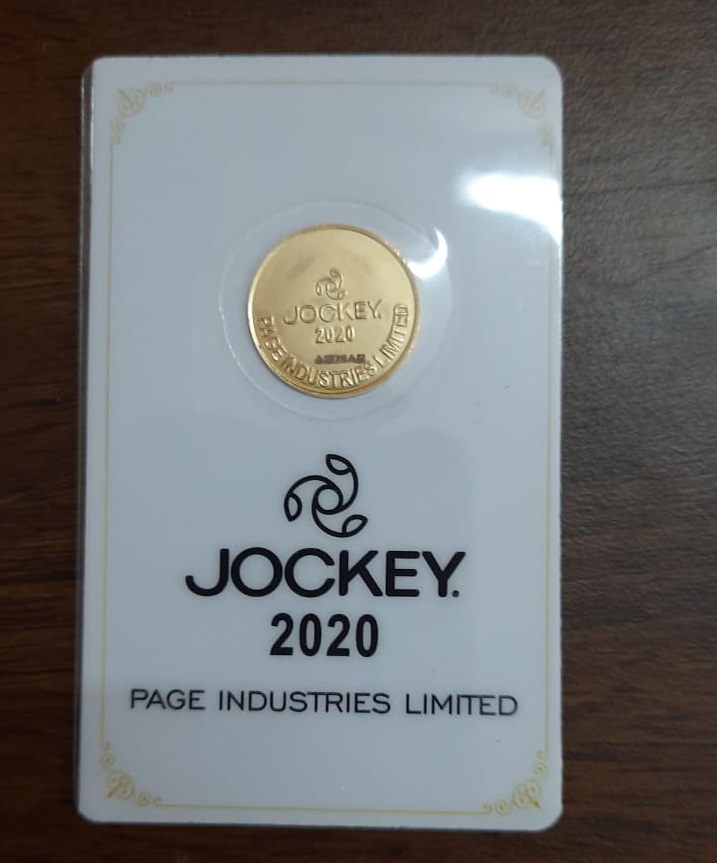 JOCKEY.
2020
PAGE INDUSTRIES LIMITED
JOCKEY.
2020
PAGE INDUSTRIES LIMITED